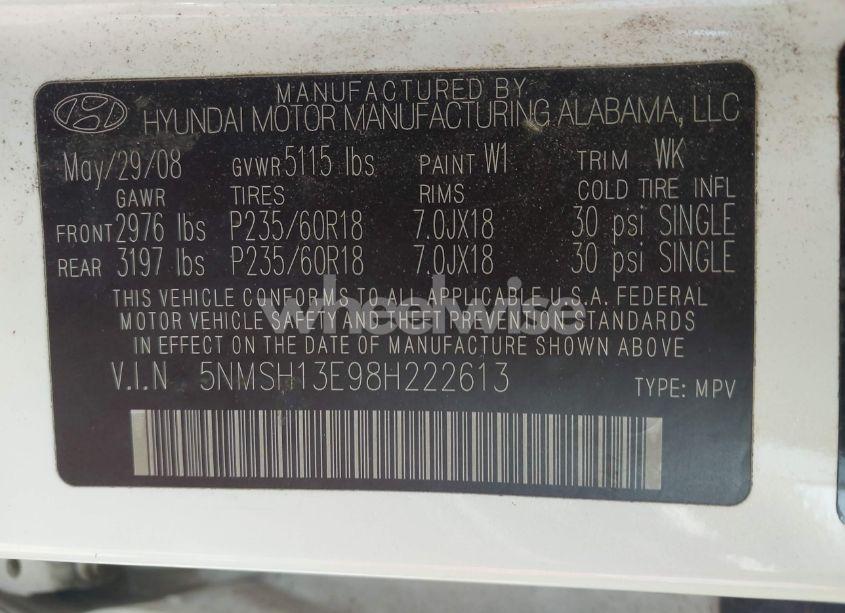 MANUFACTURED BY
HYUNDAI MOTOR MANUFACTURING ALABAMA, LLC
May/29/08 GVWR 5115 lbs PAINT W1 TRIM WK
GAWR TIRES RIMS COLD TIRE INFL
FRONT 2976 lbs P235/60R18 7.0JX18 30 psi SINGLE
REAR 3197 lbs P235/60R18 7.0JX18 30 psi SINGLE
THIS VEHICLE CONFORMS TO ALL APPLICABLE U.S.A. FEDERAL
MOTOR VEHICLE SAFETY AND THEFT PREVENTION STANDARDS
IN EFFECT ON THE DATE OF MANUFACTURE SHOWN ABOVE
wheelwise
V.I.N 5NMSH13E98H222613 TYPE: MPV